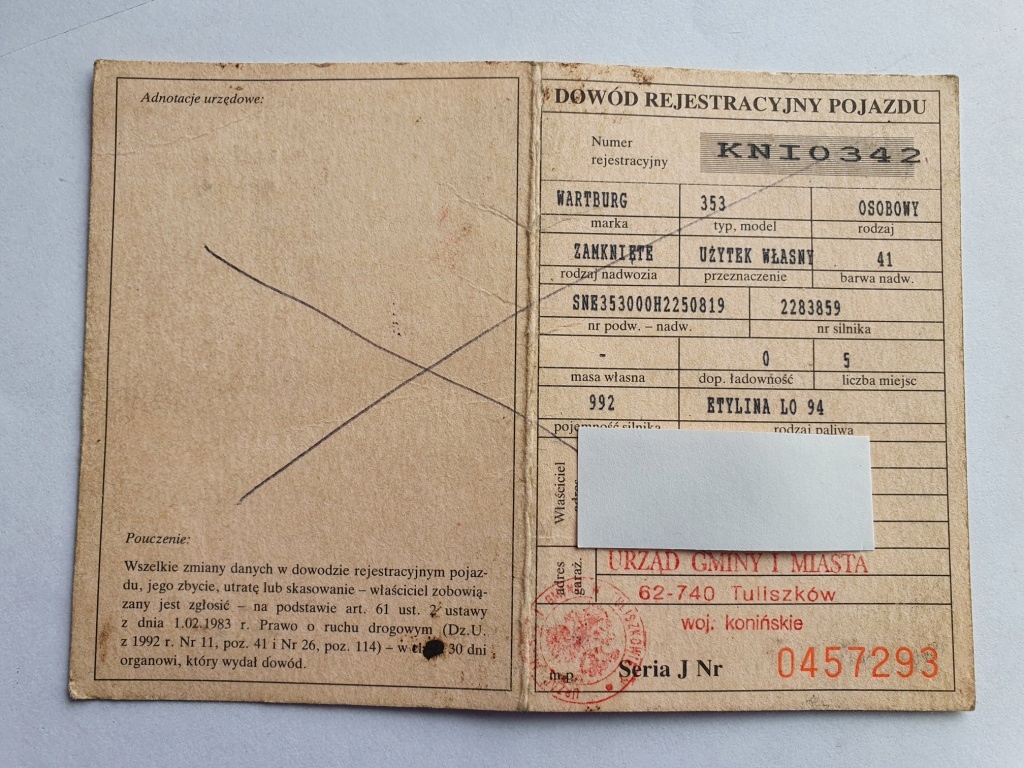 Adnotacje urzędowe:
Pouczenie:
Wszelkie zmiany danych w dowodzie rejestracyjnym pojaz-
du, jego zbycie, utratę lub skasowanie – właściciel zobowią-
zany jest zgłosić – na podstawie art. 61 ust. 2 ustawy
z dnia 1.02.1983 r. Prawo o ruchu drogowym (Dz.U.
z 1992 r. Nr 11, poz. 41 i Nr 26, poz. 114) – w 30 dni
organowi, który wydał dowód.
DOWÓD REJESTRACYJNY POJAZDU
Numer
rejestracyjny
KNI0342
WARTBURG 353 OSOBOWY
marka typ, model rodzaj
ZAMKNIĘTE UŻYTEK WŁASNY 41
rodzaj nadwozia przeznaczenie barwa nadw.
SNE353000H2250819 2283859
nr podw. – nadw. nr silnika
- 0 5
masa własna dop. ładowność liczba miejsc
992 ETYLINA LO 94
pojemność silnika rodzaj paliwa
Właściciel
adres
adres
garaż.
URZĄD GMINY I MIASTA
62-740 Tuliszków
woj. konińskie
m.p.
Seria J Nr 0457293